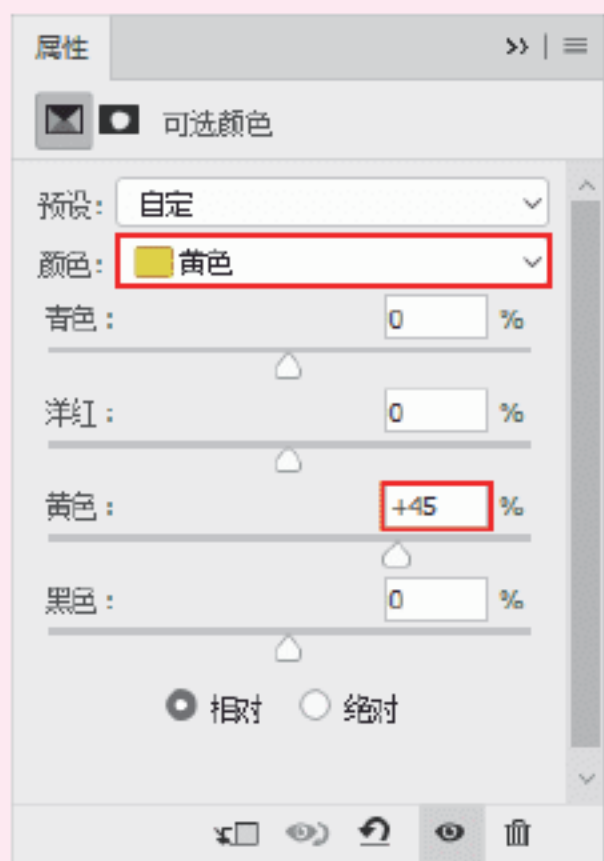 属性
可选颜色
预设: 自定
颜色: 黄色
青色: 0 %
洋红: 0 %
黄色: +45 %
黑色: 0 %
相对 绝对